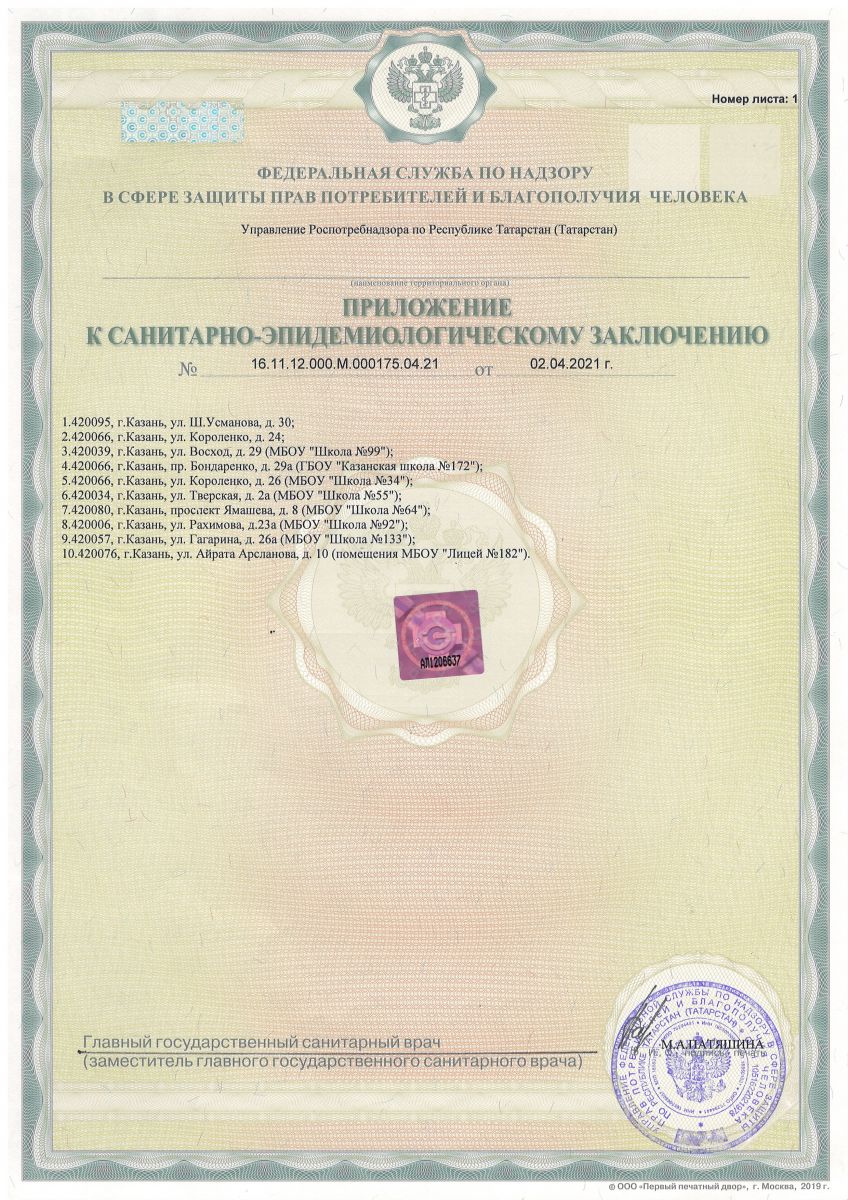 Номер листа: 1
ФЕДЕРАЛЬНАЯ СЛУЖБА ПО НАДЗОРУ
В СФЕРЕ ЗАЩИТЫ ПРАВ ПОТРЕБИТЕЛЕЙ И БЛАГОПОЛУЧИЯ ЧЕЛОВЕКА
Управление Роспотребнадзора по Республике Татарстан (Татарстан)
(наименование территориального органа)
ПРИЛОЖЕНИЕ
К САНИТАРНО-ЭПИДЕМИОЛОГИЧЕСКОМУ ЗАКЛЮЧЕНИЮ
№ 16.11.12.000.М.000175.04.21 от 02.04.2021 г.
1.420095, г.Казань, ул. Ш.Усманова, д. 30;
2.420066, г.Казань, ул. Короленко, д. 24;
3.420039, г.Казань, ул. Восход, д. 29 (МБОУ "Школа №99");
4.420066, г.Казань, пр. Бондаренко, д. 29а (ГБОУ "Казанская школа №172");
5.420066, г.Казань, ул. Короленко, д. 26 (МБОУ "Школа №34");
6.420034, г.Казань, ул. Тверская, д. 2а (МБОУ "Школа №55");
7.420080, г.Казань, проспект Ямашева, д. 8 (МБОУ "Школа №64");
8.420006, г.Казань, ул. Рахимова, д.23а (МБОУ "Школа №92");
9.420057, г.Казань, ул. Гагарина, д. 26а (МБОУ "Школа №133");
10.420076, г.Казань, ул. Айрата Арсланова, д. 10 (помещения МБОУ "Лицей №182").
АП1206637
Главный государственный санитарный врач
(заместитель главного государственного санитарного врача)
М.А.ПАТЯШИНА
© ООО «Первый печатный двор», г. Москва, 2019 г.